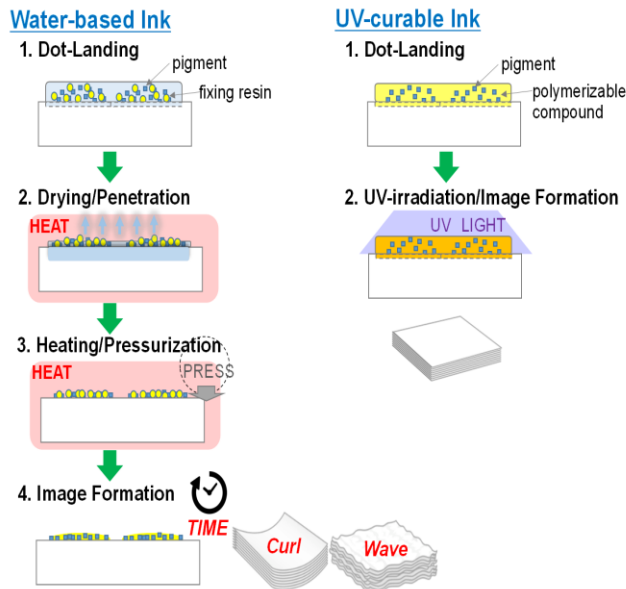 Water-based Ink
1. Dot-Landing
pigment
fixing resin
2. Drying/Penetration
HEAT
3. Heating/Pressurization
HEAT
PRESS
4. Image Formation
TIME
Curl
Wave
UV-curable Ink
1. Dot-Landing
pigment
polymerizable
compound
2. UV-irradiation/Image Formation
UV LIGHT